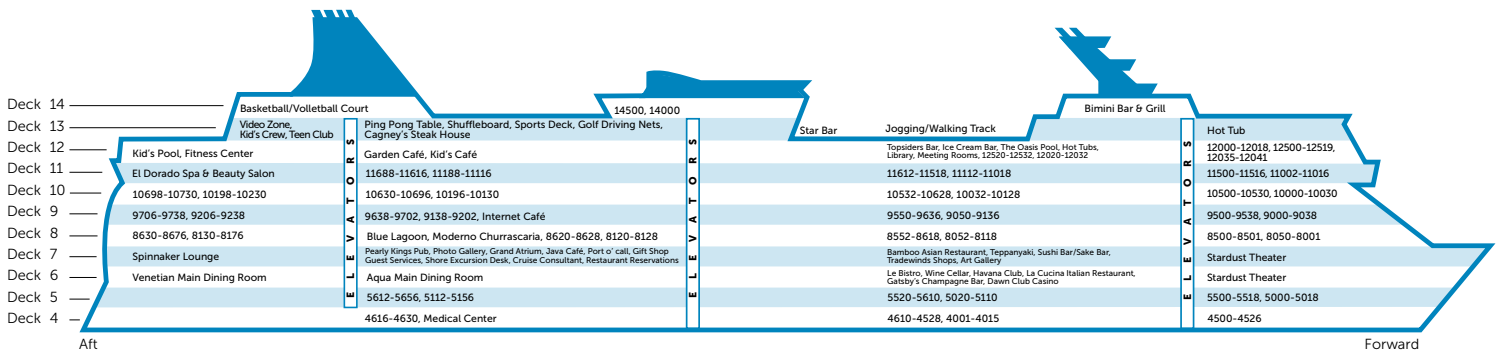 Deck 14
Basketball/Volletball Court
14500, 14000
Bimini Bar & Grill
Deck 13
Video Zone,
Kid's Crew, Teen Club
Ping Pong Table, Shuffleboard, Sports Deck, Golf Driving Nets,
Cagney's Steak House
Star Bar
Jogging/Walking Track
Hot Tub
Deck 12
Kid's Pool, Fitness Center
Garden Café, Kid's Café
Topsiders Bar, Ice Cream Bar, The Oasis Pool, Hot Tubs,
Library, Meeting Rooms, 12520-12532, 12020-12032
12000-12018, 12500-12519,
12035-12041
Deck 11
El Dorado Spa & Beauty Salon
11688-11616, 11188-11116
11612-11518, 11112-11018
11500-11516, 11002-11016
Deck 10
10698-10730, 10198-10230
10630-10696, 10196-10130
10532-10628, 10032-10128
10500-10530, 10000-10030
Deck 9
9706-9738, 9206-9238
9638-9702, 9138-9202, Internet Café
9550-9636, 9050-9136
9500-9538, 9000-9038
Deck 8
8630-8676, 8130-8176
Blue Lagoon, Moderno Churrascaria, 8620-8628, 8120-8128
8552-8618, 8052-8118
8500-8501, 8050-8001
Deck 7
Spinnaker Lounge
Pearly Kings Pub, Photo Gallery, Grand Atrium, Java Café, Port o' call, Gift Shop
Guest Services, Shore Excursion Desk, Cruise Consultant, Restaurant Reservations
Bamboo Asian Restaurant, Teppanyaki, Sushi Bar/Sake Bar,
Tradewinds Shops, Art Gallery
Stardust Theater
Deck 6
Venetian Main Dining Room
Aqua Main Dining Room
Le Bistro, Wine Cellar, Havana Club, La Cucina Italian Restaurant,
Gatsby's Champagne Bar, Dawn Club Casino
Stardust Theater
Deck 5
5612-5656, 5112-5156
5520-5610, 5020-5110
5500-5518, 5000-5018
Deck 4
4616-4630, Medical Center
4610-4528, 4001-4015
4500-4526
ELEVATORS
ELEVATORS
ELEVATORS
Aft
Forward